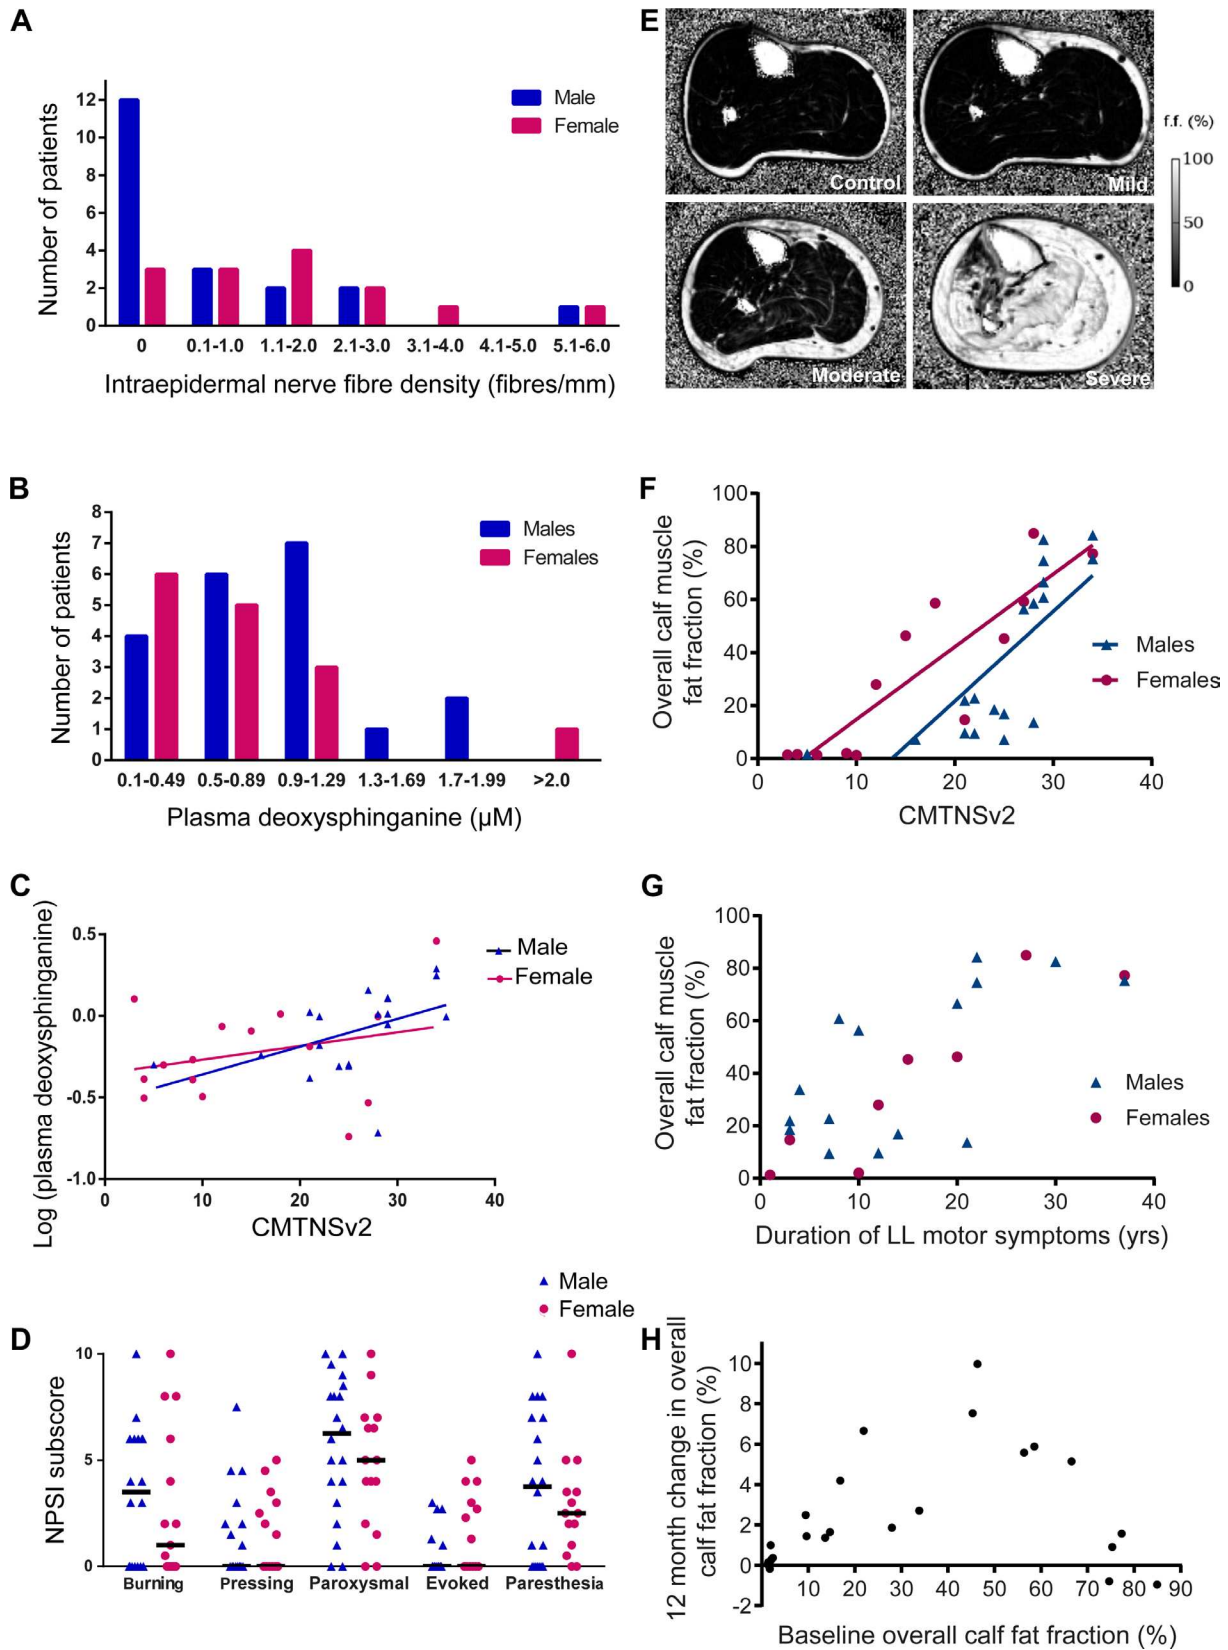 A
Number of patients
12
10
8
6
4
2
0
Male
Female
0 0.1-1.0 1.1-2.0 2.1-3.0 3.1-4.0 4.1-5.0 5.1-6.0
Intraepidermal nerve fibre density (fibres/mm)
B
Number of patients
8
7
6
5
4
3
2
1
0
Males
Females
0.1-0.49 0.5-0.89 0.9-1.29 1.3-1.69 1.7-1.99 >2.0
Plasma deoxysphinganine (µM)
C
Log (plasma deoxysphinganine)
0.5
0.0
-0.5
-1.0
Male
Female
0 10 20 30 40
CMTNSv2
D
Male
Female
NPSI subscore
10
5
0
Burning Pressing Paroxysmal Evoked Paresthesia
E
Control
Mild
Moderate
Severe
f.f. (%)
100
50
0
F
Overall calf muscle
fat fraction (%)
100
80
60
40
20
0
Males
Females
0 10 20 30 40
CMTNSv2
G
Overall calf muscle
fat fraction (%)
100
80
60
40
20
0
Males
Females
0 10 20 30 40
Duration of LL motor symptoms (yrs)
H
12 month change in overall
calf fat fraction (%)
10
8
6
4
2
0
-2
10 20 30 40 50 60 70 80 90
Baseline overall calf fat fraction (%)